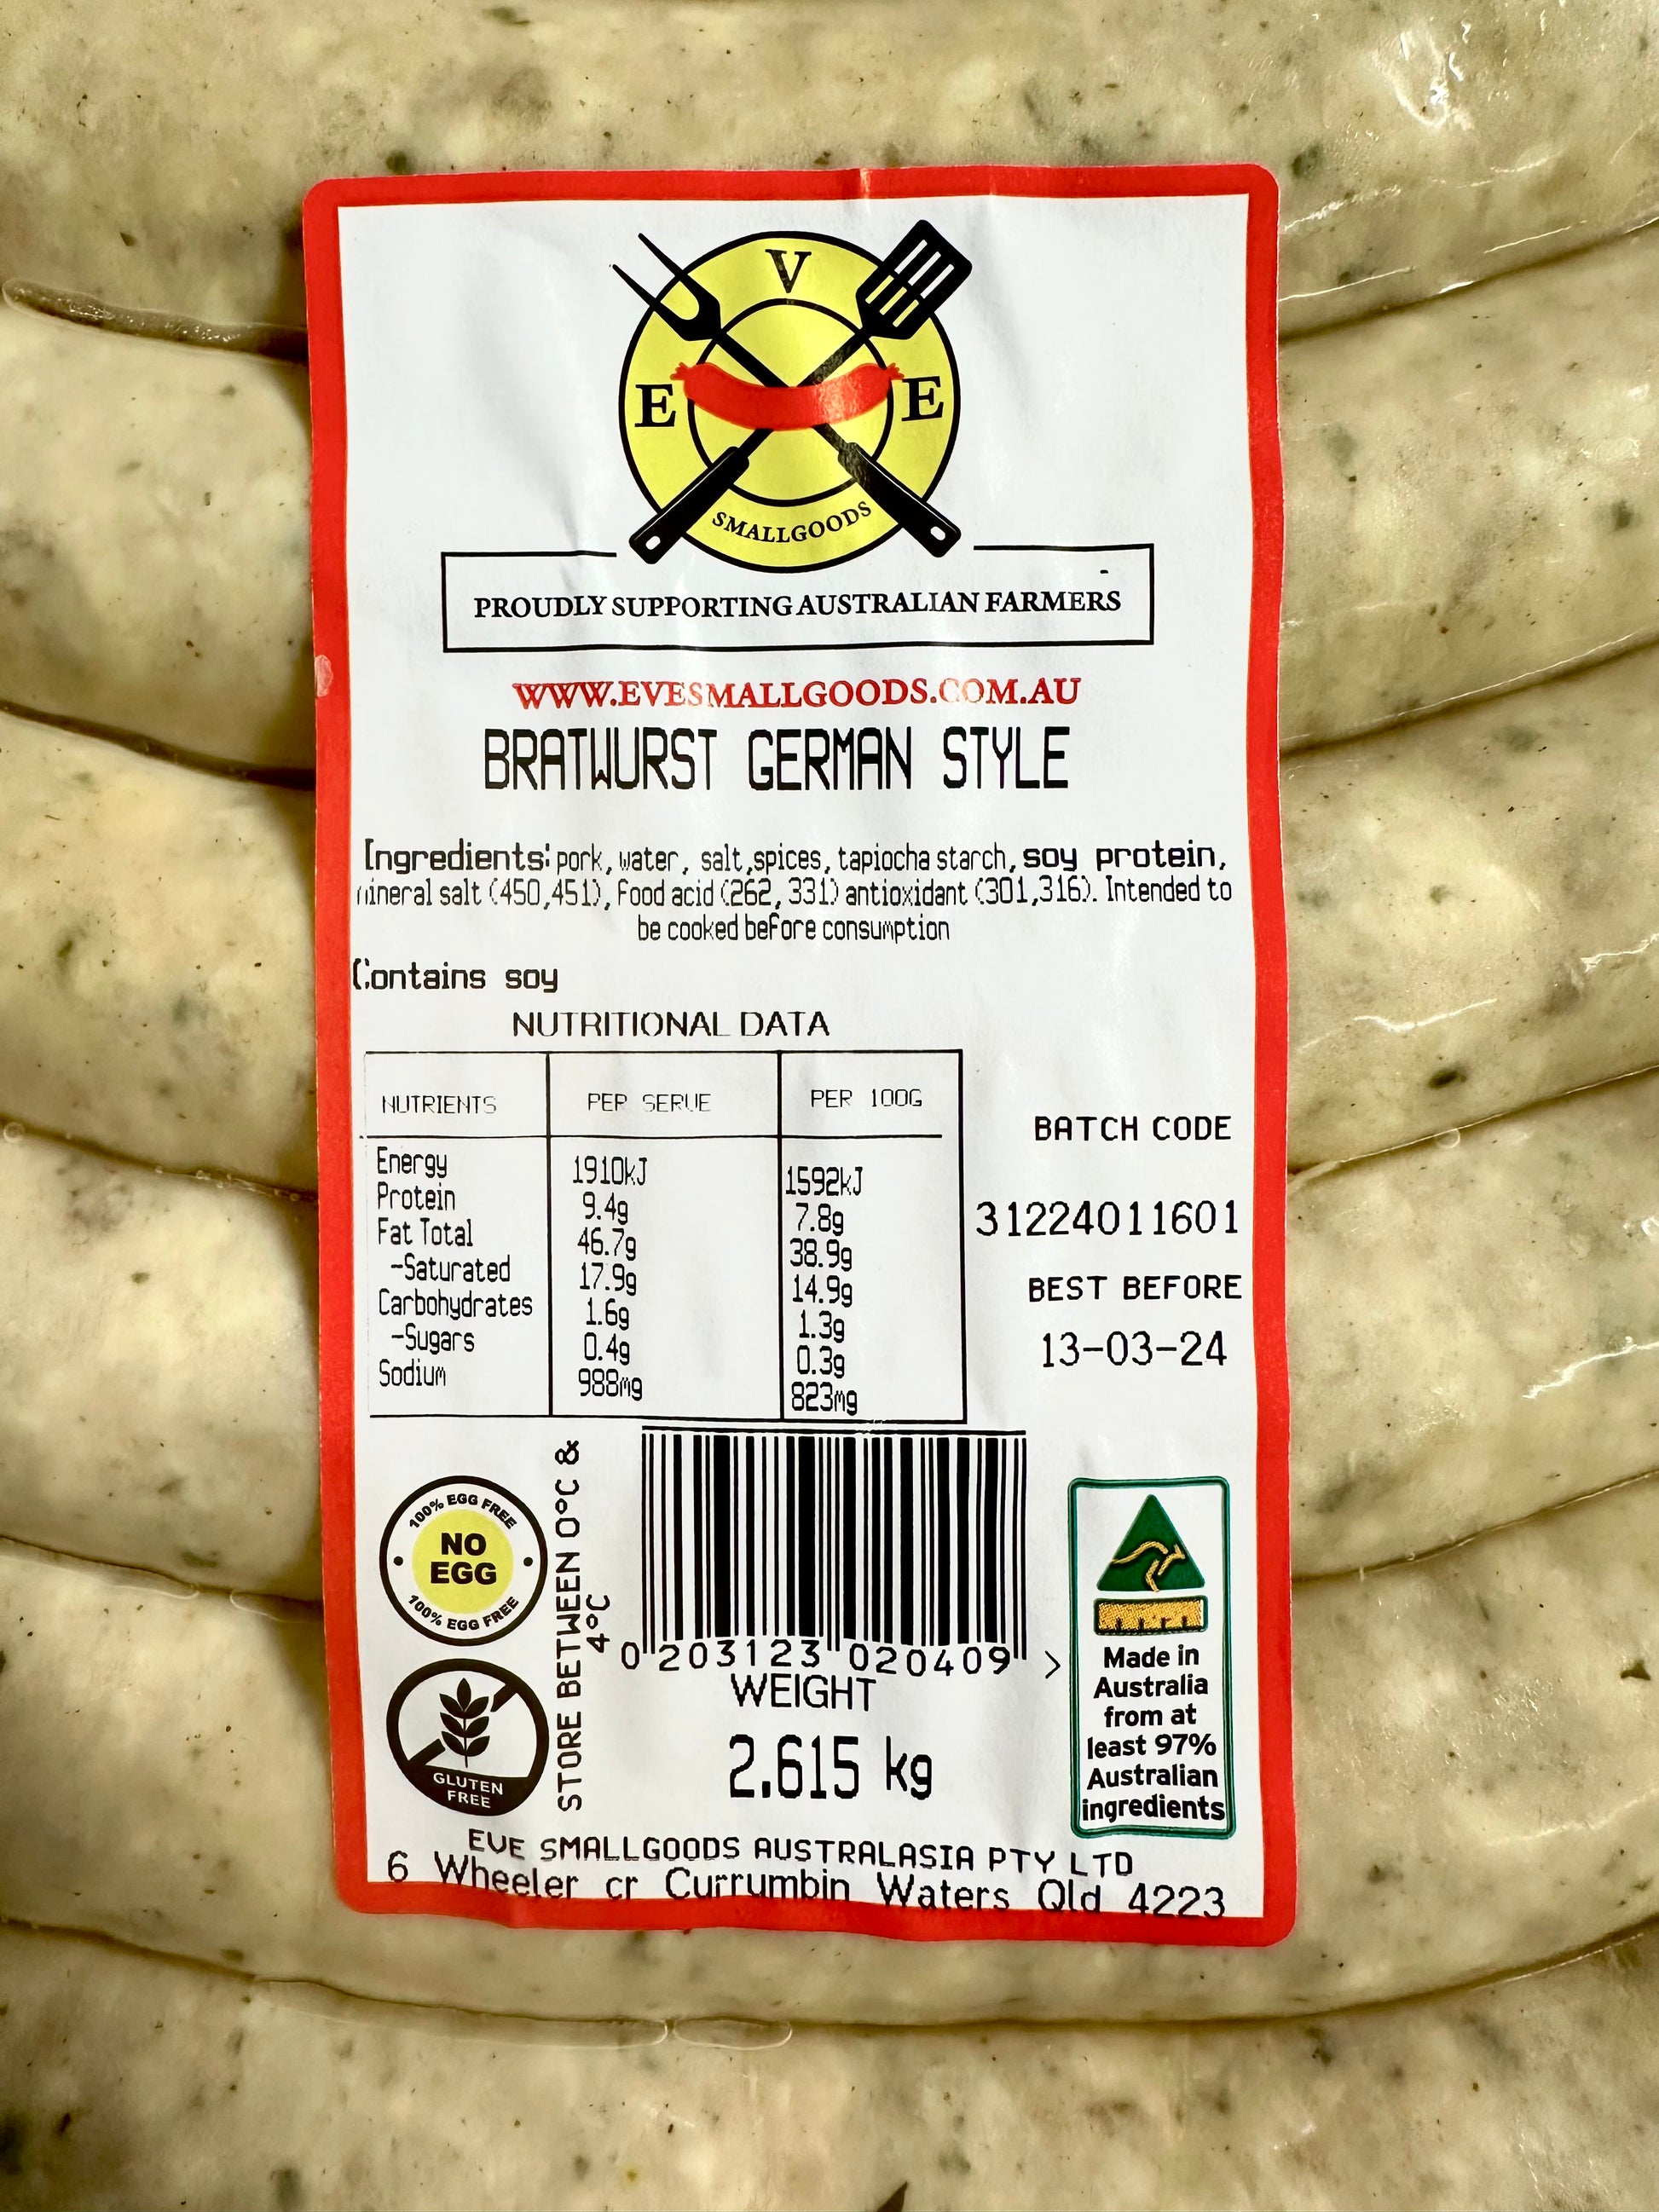 V
E E
SMALLGOODS
PROUDLY SUPPORTING AUSTRALIAN FARMERS
WWW.EVESMALLGOODS.COM.AU
BRATWURST GERMAN STYLE
Ingredients: pork, water, salt,spices, tapiocha starch, soy protein,
mineral salt (450,451), Food acid (262, 331) antioxidant (301,316). Intended to
be cooked before consumption
Contains soy
NUTRITIONAL DATA
NUTRIENTS PER SERVE PER 100G
Energy 1910kJ 1592kJ
Protein 9.4g 7.8g
Fat Total 46.7g 38.9g
-Saturated 17.9g 14.9g
Carbohydrates 1.6g 1.3g
-Sugars 0.4g 0.3g
Sodium 988mg 823mg
BATCH CODE
31224011601
BEST BEFORE
13-03-24
100% EGG FREE
NO
EGG
100% EGG FREE
GLUTEN
FREE
STORE BETWEEN 0°C &
4°C
0 203123 020409 >
WEIGHT
2.615 kg
Made in
Australia
from at
least 97%
Australian
ingredients
EVE SMALLGOODS AUSTRALASIA PTY LTD
6 Wheeler cr Currumbin Waters Qld 4223